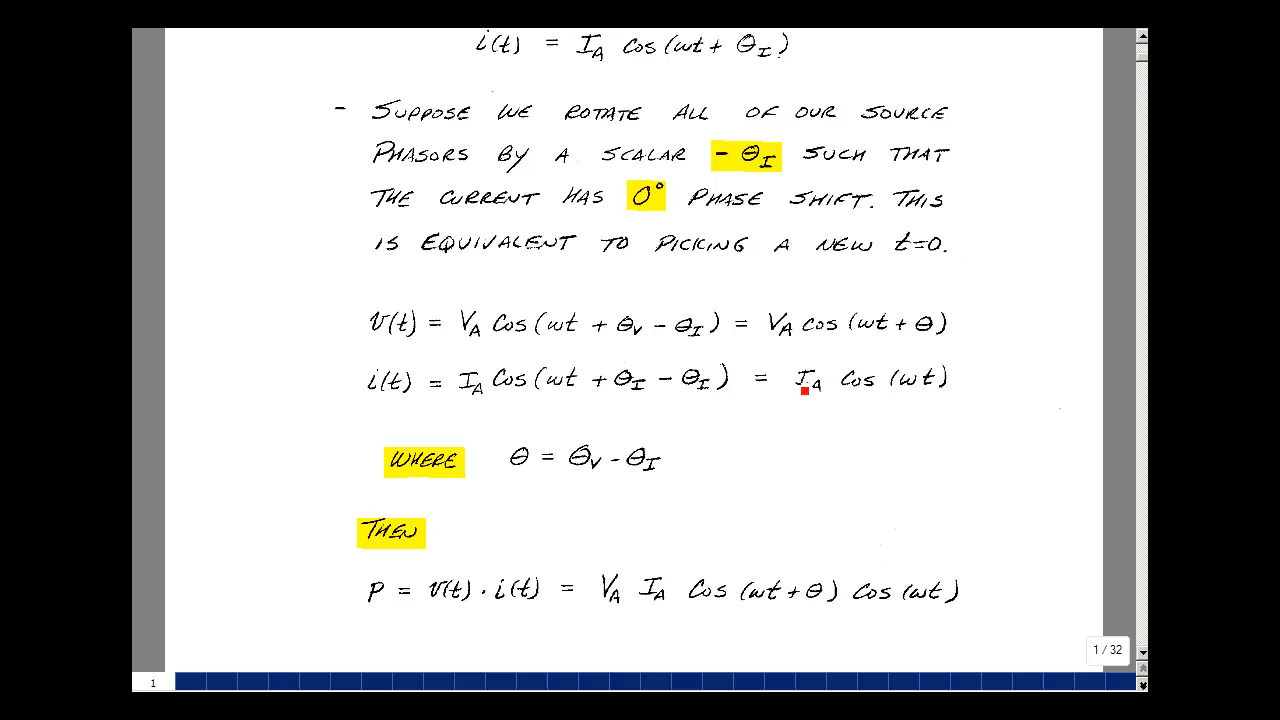 i(t) = I_A cos(ωt + θ_I)
- SUPPOSE WE ROTATE ALL OF OUR SOURCE
PHASORS BY A SCALAR - θ_I SUCH THAT
THE CURRENT HAS 0° PHASE SHIFT. THIS
IS EQUIVALENT TO PICKING A NEW t=0.
v(t) = V_A cos(ωt + θ_V - θ_I) = V_A cos(ωt + θ)
i(t) = I_A cos(ωt + θ_I - θ_I) = I_A cos(ωt)
WHERE θ = θ_V - θ_I
THEN
P = v(t) · i(t) = V_A I_A cos(ωt + θ) cos(ωt)
1 / 32
1